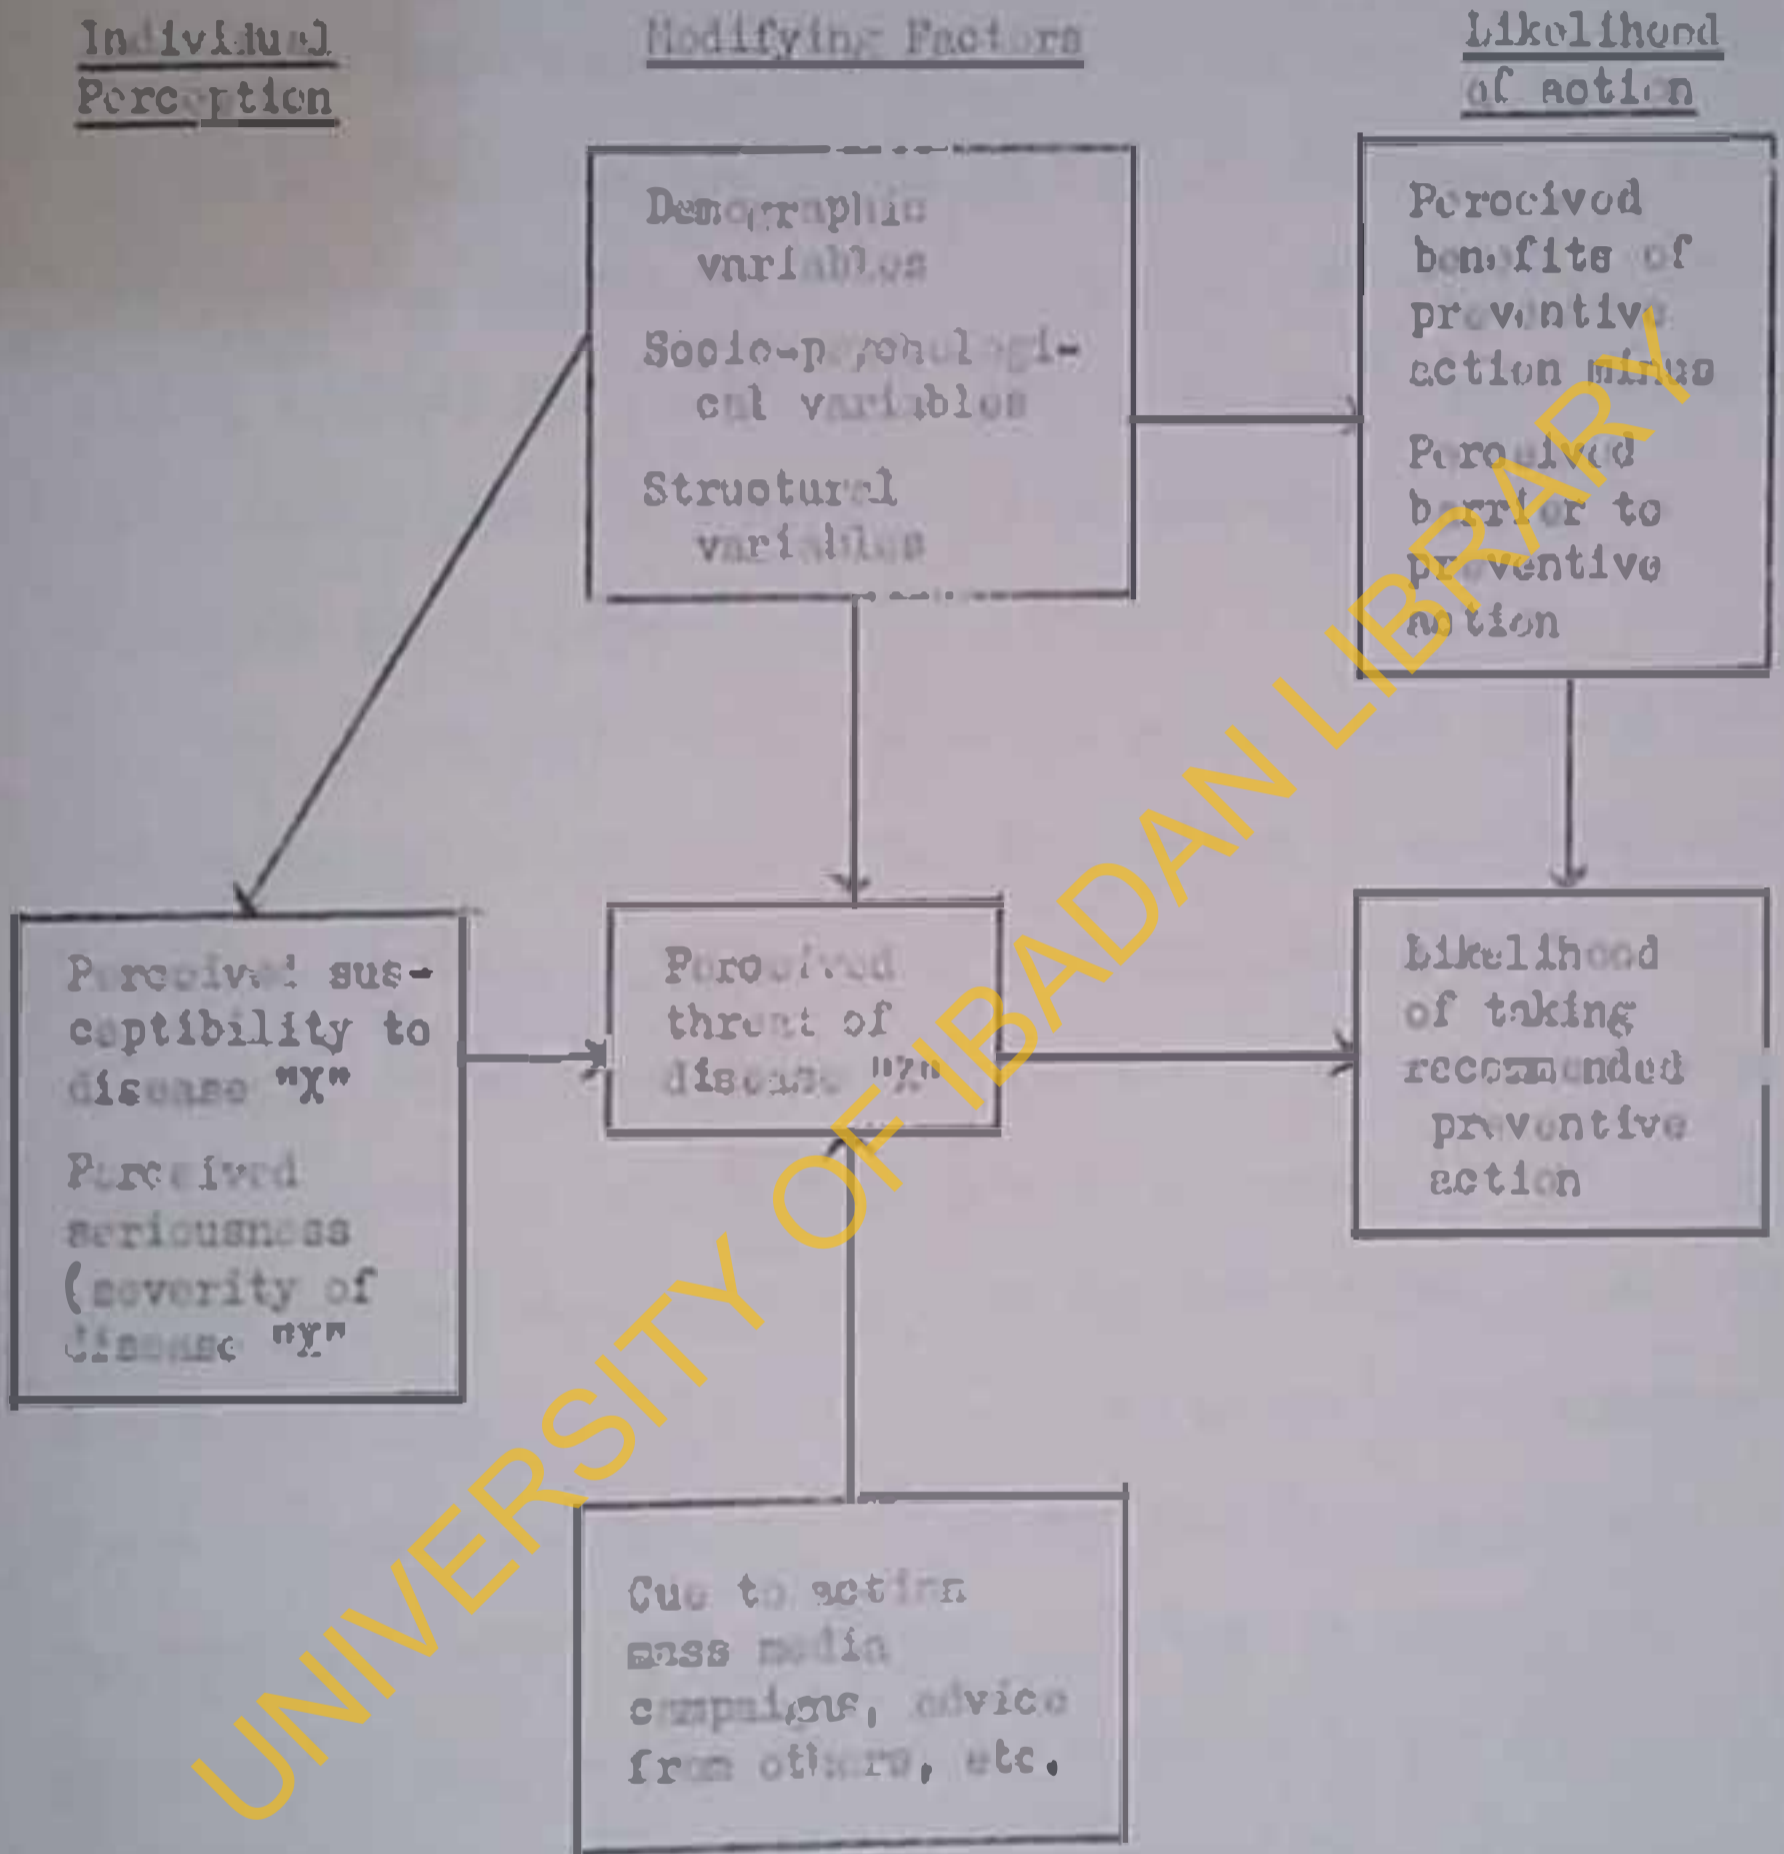 Individual
Perception
Modifying Factors
Likelihood
of action
Demographic
variables
Socio-psychologi-
cal variables
Structural
variables
Perceived
benefits of
preventive
action minus
Perceived
barrier to
preventive
action
Perceived sus-
ceptibility to
disease "X"
Perceived
seriousness
(severity of
disease "X"
Perceived
threat of
disease "X"
Likelihood
of taking
recommended
preventive
action
Cue to action
mass media
campaigns, advice
from others, etc.
UNIVERSITY OF IBADAN LIBRARY